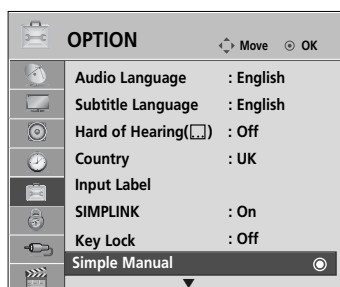 OPTION Move OK
Audio Language : English
Subtitle Language : English
Hard of Hearing( ) : Off
Country : UK
Input Label
SIMPLINK : On
Key Lock : Off
Simple Manual